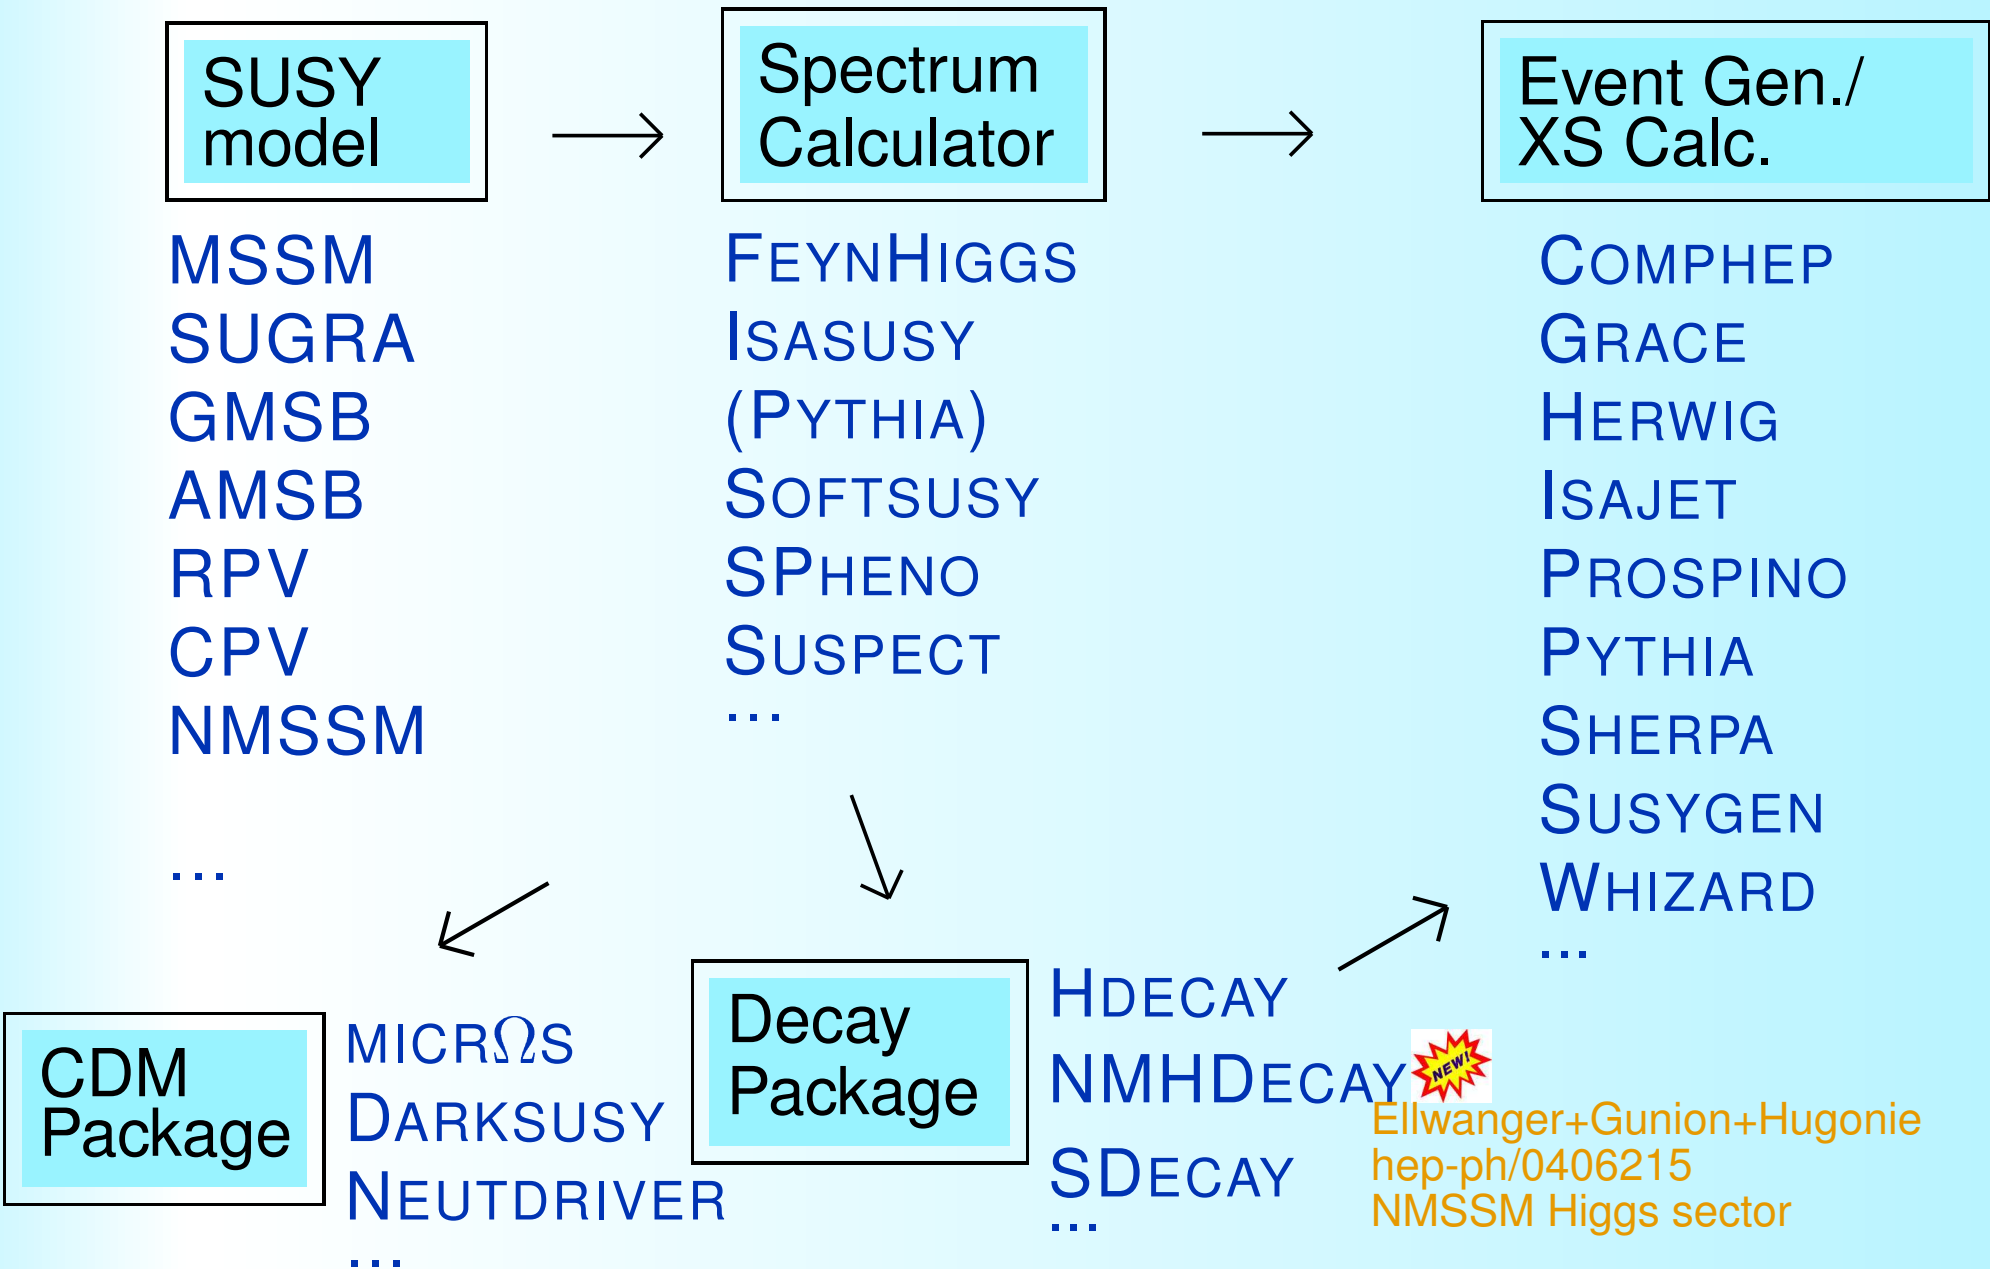 SUSY
model
MSSM
SUGRA
GMSB
AMSB
RPV
CPV
NMSSM
...
Spectrum
Calculator
FEYNHIGGS
ISASUSY
(PYTHIA)
SOFTSUSY
SPHENO
SUSPECT
...
Event Gen./
XS Calc.
COMPHEP
GRACE
HERWIG
ISAJET
PROSPINO
PYTHIA
SHERPA
SUSYGEN
WHIZARD
...
CDM
Package
MICRΩS
DARKSUSY
NEUTDRIVER
...
Decay
Package
HDECAY
NMHDECAY
NEW!
Ellwanger+Gunion+Hugonie
hep-ph/0406215
NMSSM Higgs sector
SDECAY
...